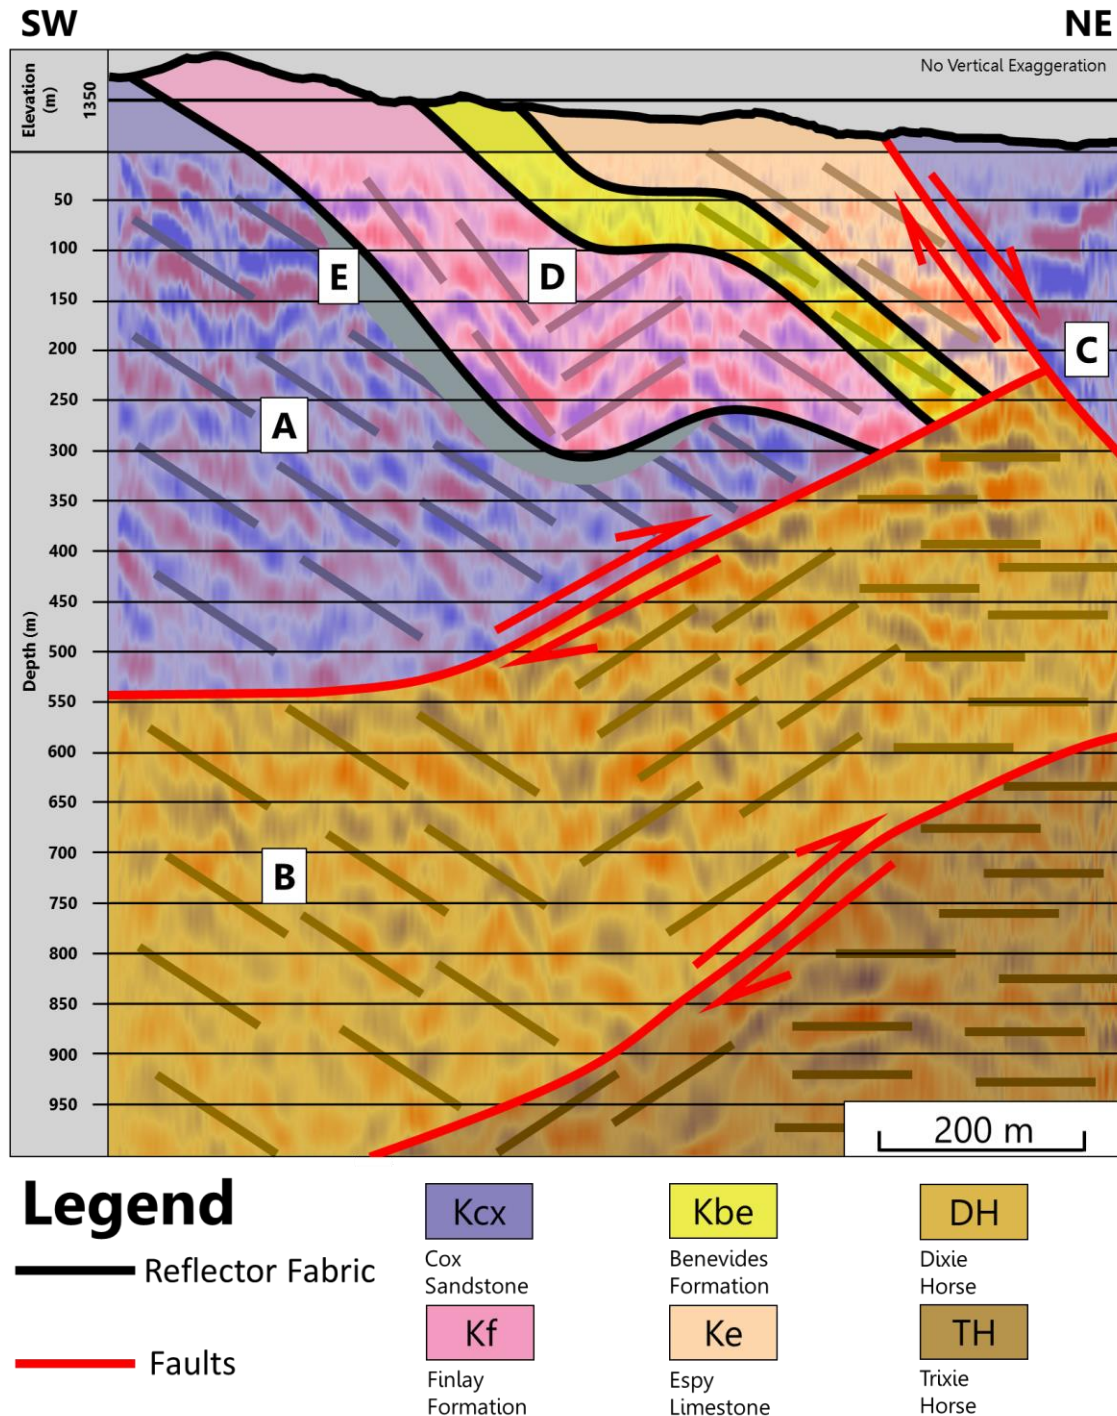 SW
NE
No Vertical Exaggeration
Elevation
(m)
1350
50
100
150
200
250
300
350
400
450
500
550
600
650
700
750
800
850
900
950
Depth (m)
E
D
C
A
B
200 m
Legend
Reflector Fabric
Faults
Kcx
Cox
Sandstone
Kbe
Benevides
Formation
DH
Dixie
Horse
Kf
Finlay
Formation
Ke
Espy
Limestone
TH
Trixie
Horse